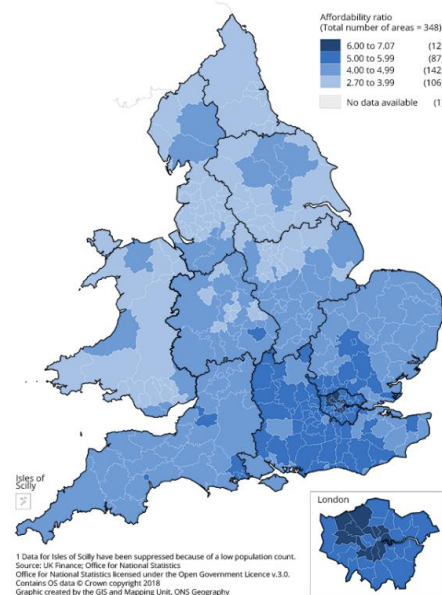 Affordability ratio
(Total number of areas = 348)
6.00 to 7.07 (12
5.00 to 5.99 (87
4.00 to 4.99 (142
2.70 to 3.99 (106
No data available (1
Isles of
Scilly
London
1 Data for Isles of Scilly have been suppressed because of a low population count.
Source: UK Finance; Office for National Statistics
Office for National Statistics licensed under the Open Government Licence v.3.0.
Contains OS data © Crown copyright 2018
Graphic created by the GIS and Mapping Unit, ONS Geography